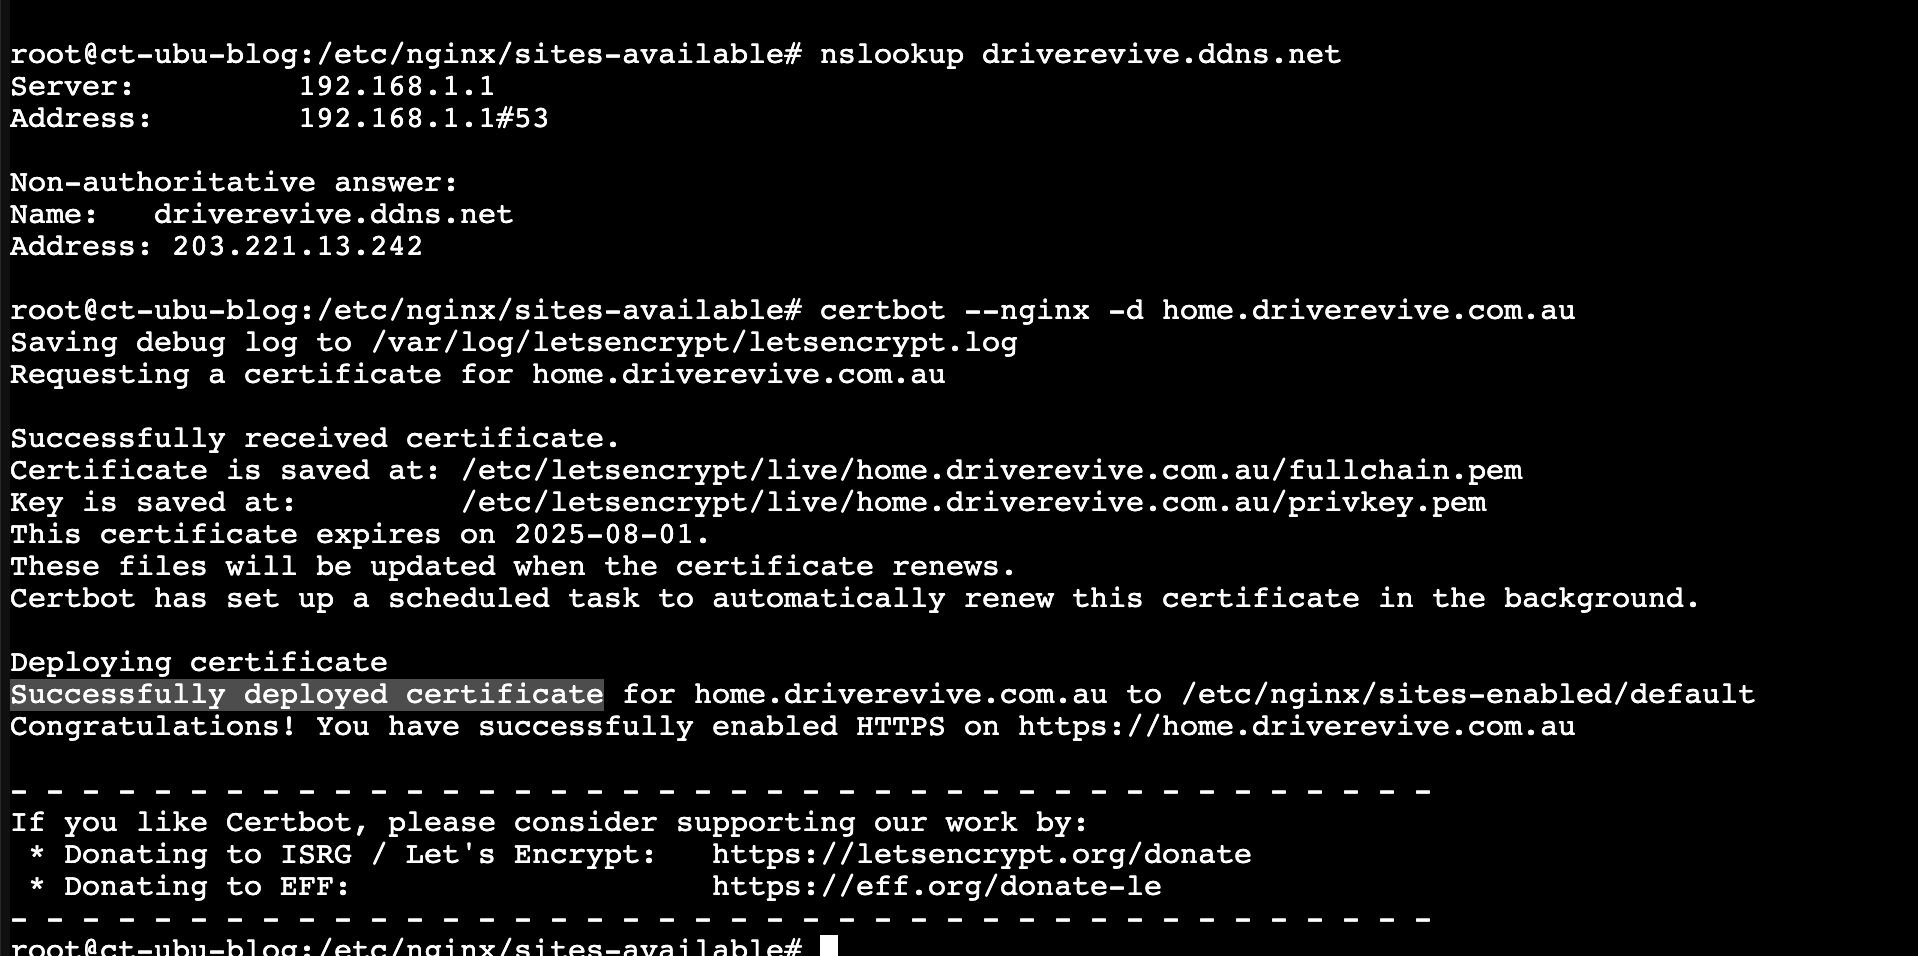 root@ct-ubu-blog:/etc/nginx/sites-available# nslookup driverevive.ddns.net
Server:         192.168.1.1
Address:        192.168.1.1#53
Non-authoritative answer:
Name:   driverevive.ddns.net
Address: 203.221.13.242
root@ct-ubu-blog:/etc/nginx/sites-available# certbot --nginx -d home.driverevive.com.au
Saving debug log to /var/log/letsencrypt/letsencrypt.log
Requesting a certificate for home.driverevive.com.au
Successfully received certificate.
Certificate is saved at: /etc/letsencrypt/live/home.driverevive.com.au/fullchain.pem
Key is saved at:         /etc/letsencrypt/live/home.driverevive.com.au/privkey.pem
This certificate expires on 2025-08-01.
These files will be updated when the certificate renews.
Certbot has set up a scheduled task to automatically renew this certificate in the background.
Deploying certificate
Successfully deployed certificate for home.driverevive.com.au to /etc/nginx/sites-enabled/default
Congratulations! You have successfully enabled HTTPS on https://home.driverevive.com.au
- - - - - - - - - - - - - - - - - - - - - - - - - - - - - - - - - - - - - - - -
If you like Certbot, please consider supporting our work by:
 * Donating to ISRG / Let's Encrypt:   https://letsencrypt.org/donate
 * Donating to EFF:                    https://eff.org/donate-le
- - - - - - - - - - - - - - - - - - - - - - - - - - - - - - - - - - - - - - - -
root@ct-ubu-blog:/etc/nginx/sites-available#